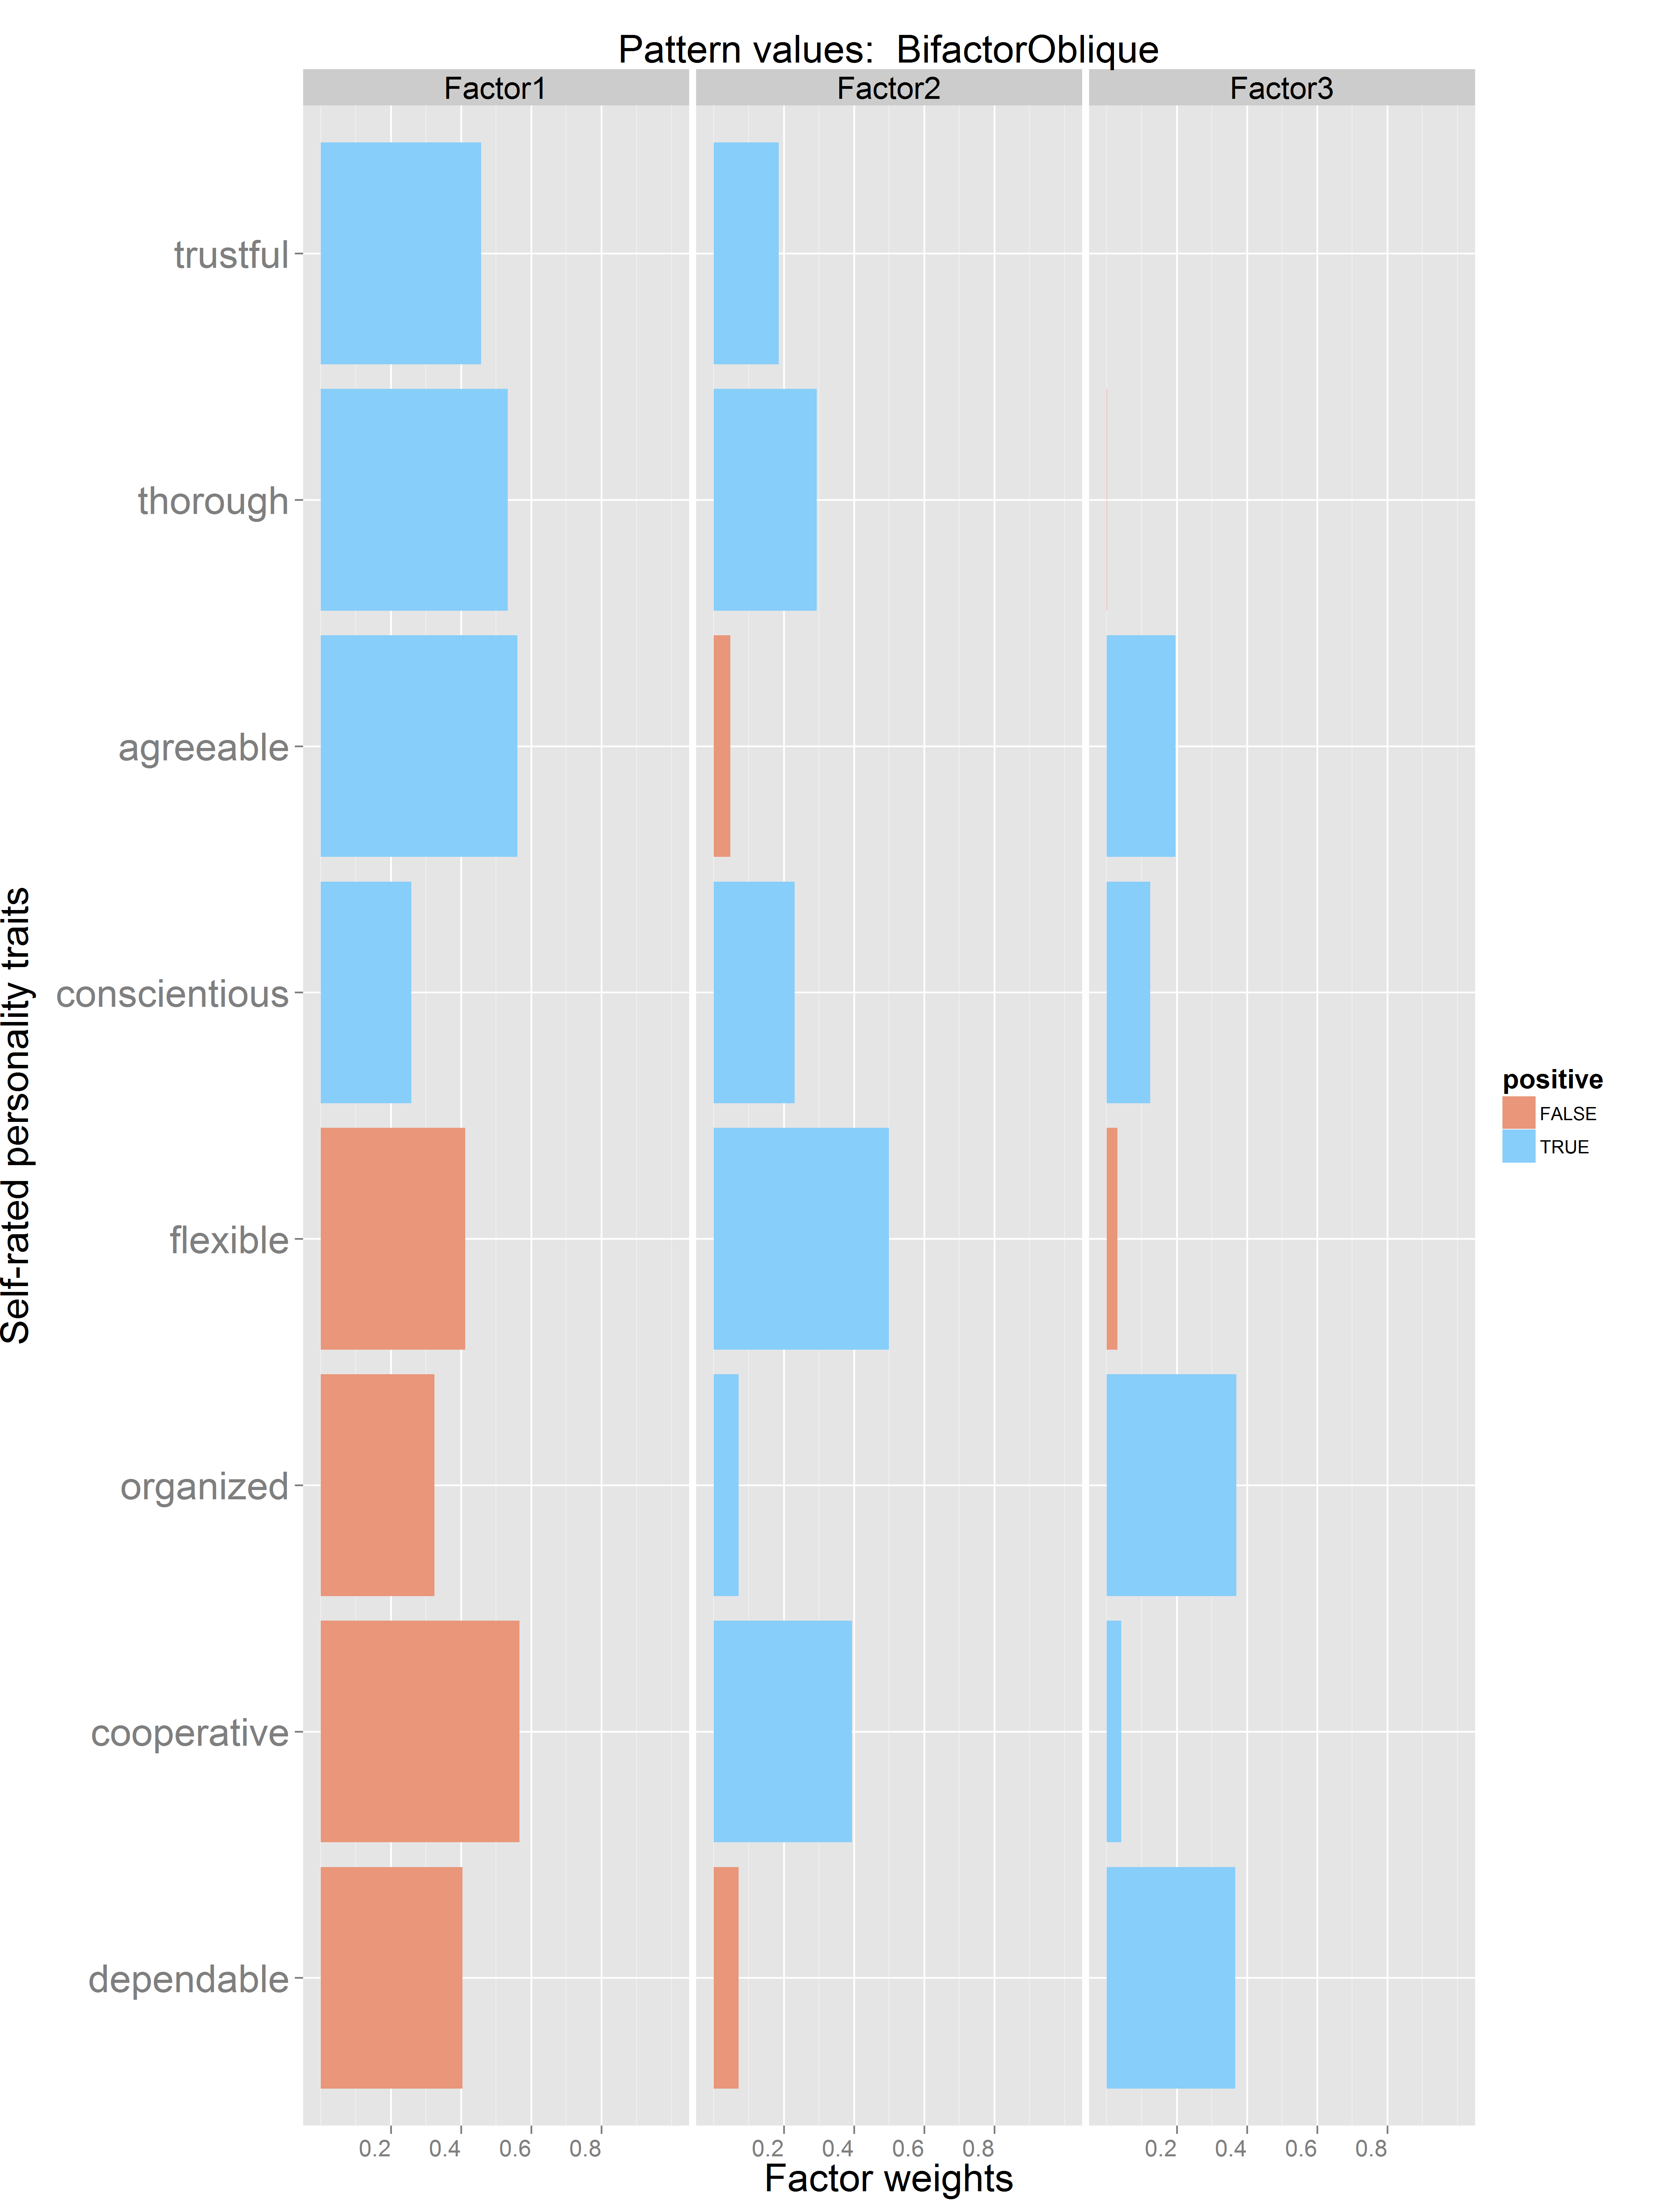 Pattern values:  BifactorOblique
Factor1 Factor2 Factor3
Self-rated personality traits
trustful
thorough
agreeable
conscientious
flexible
organized
cooperative
dependable
0.2 0.4 0.6 0.8 0.2 0.4 0.6 0.8 0.2 0.4 0.6 0.8
Factor weights
positive
FALSE
TRUE